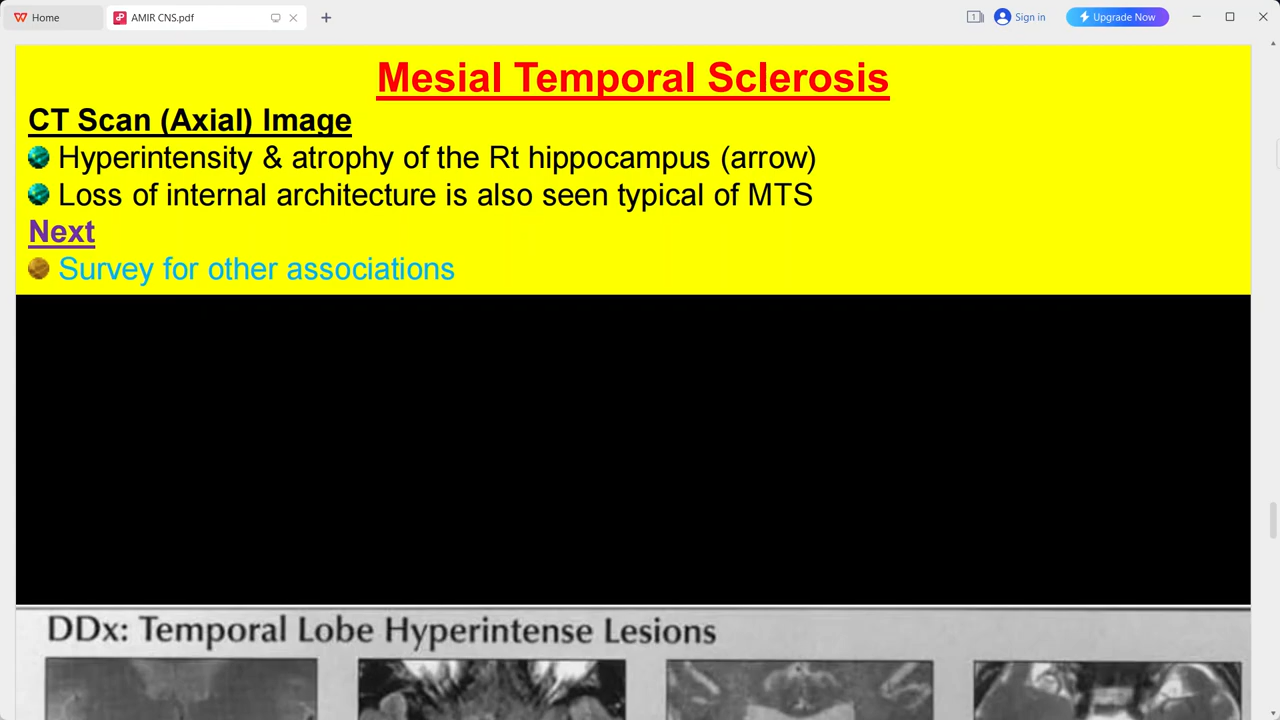 Home
AMIR CNS.pdf
1
Sign in
Upgrade Now
Mesial Temporal Sclerosis
CT Scan (Axial) Image
Hyperintensity & atrophy of the Rt hippocampus (arrow)
Loss of internal architecture is also seen typical of MTS
Next
Survey for other associations
DDx: Temporal Lobe Hyperintense Lesions